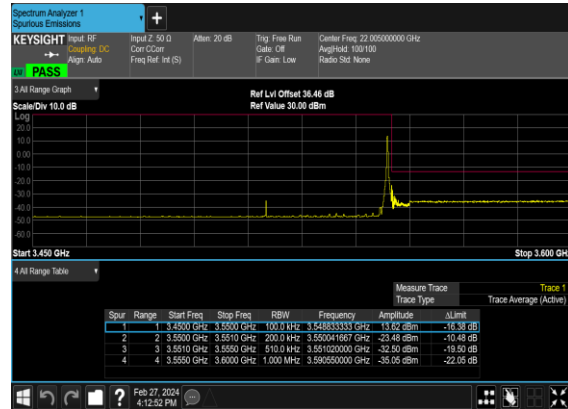 Spectrum Analyzer 1
Spurious Emissions
+
KEYSIGHT Input: RF Input Z: 50 Ω Atten: 20 dB Trig: Free Run Center Freq: 22.005000000 GHz
Coupling: DC Corr CCorr Gate: Off Avg|Hold: 100/100
Align: Auto Freq Ref: Int (S) IF Gain: Low Radio Std: None
LW PASS
3 All Range Graph Ref Lvl Offset 36.46 dB
Scale/Div 10.0 dB Ref Value 30.00 dBm
Log
20.0
10.0
0.00
-10.0
-20.0
-30.0
-40.0
-50.0
-60.0
Start 3.450 GHz Stop 3.600 GHz
4 All Range Table
Measure Trace Trace 1
Trace Type Trace Average (Active)
Spur Range Start Freq Stop Freq RBW Frequency Amplitude ΔLimit
1 1 3.4500 GHz 3.5500 GHz 100.0 kHz 3.548833333 GHz 13.62 dBm -16.38 dB
2 2 3.5500 GHz 3.5510 GHz 200.0 kHz 3.550041667 GHz -23.48 dBm -10.48 dB
3 3 3.5510 GHz 3.5550 GHz 510.0 kHz 3.551020000 GHz -32.50 dBm -19.50 dB
4 4 3.5550 GHz 3.6000 GHz 1.000 MHz 3.590550000 GHz -35.05 dBm -22.05 dB
? Feb 27, 2024
4:12:52 PM